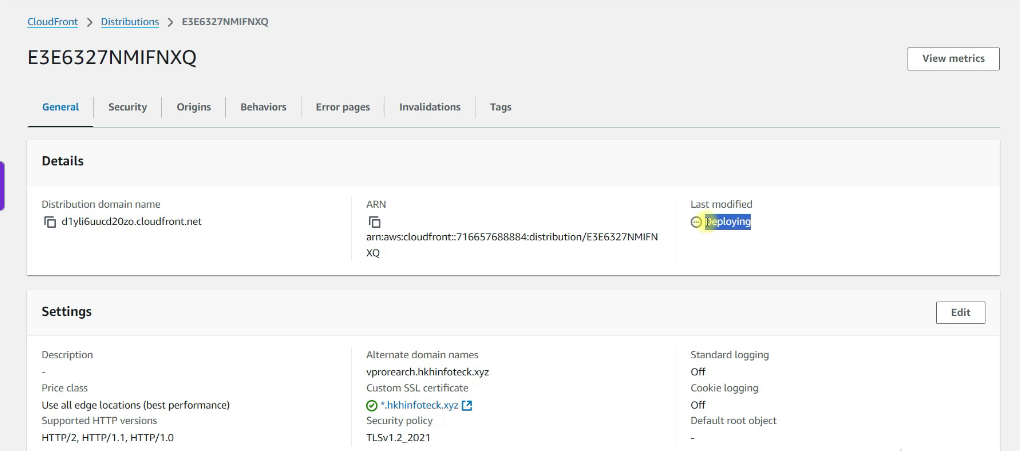 CloudFront > Distributions > E3E6327NMIFNXQ
E3E6327NMIFNXQ
View metrics
General
Security
Origins
Behaviors
Error pages
Invalidations
Tags
Details
Distribution domain name
d1yli6uucd20zo.cloudfront.net
ARN
arn:aws:cloudfront::716657688884:distribution/E3E6327NMIFN
XQ
Last modified
Deploying
Settings
Edit
Description
-
Price class
Use all edge locations (best performance)
Supported HTTP versions
HTTP/2, HTTP/1.1, HTTP/1.0
Alternate domain names
vprorearch.hkhinfoteck.xyz
Custom SSL certificate
*.hkhinfoteck.xyz
Security policy
TLSv1.2_2021
Standard logging
Off
Cookie logging
Off
Default root object
-